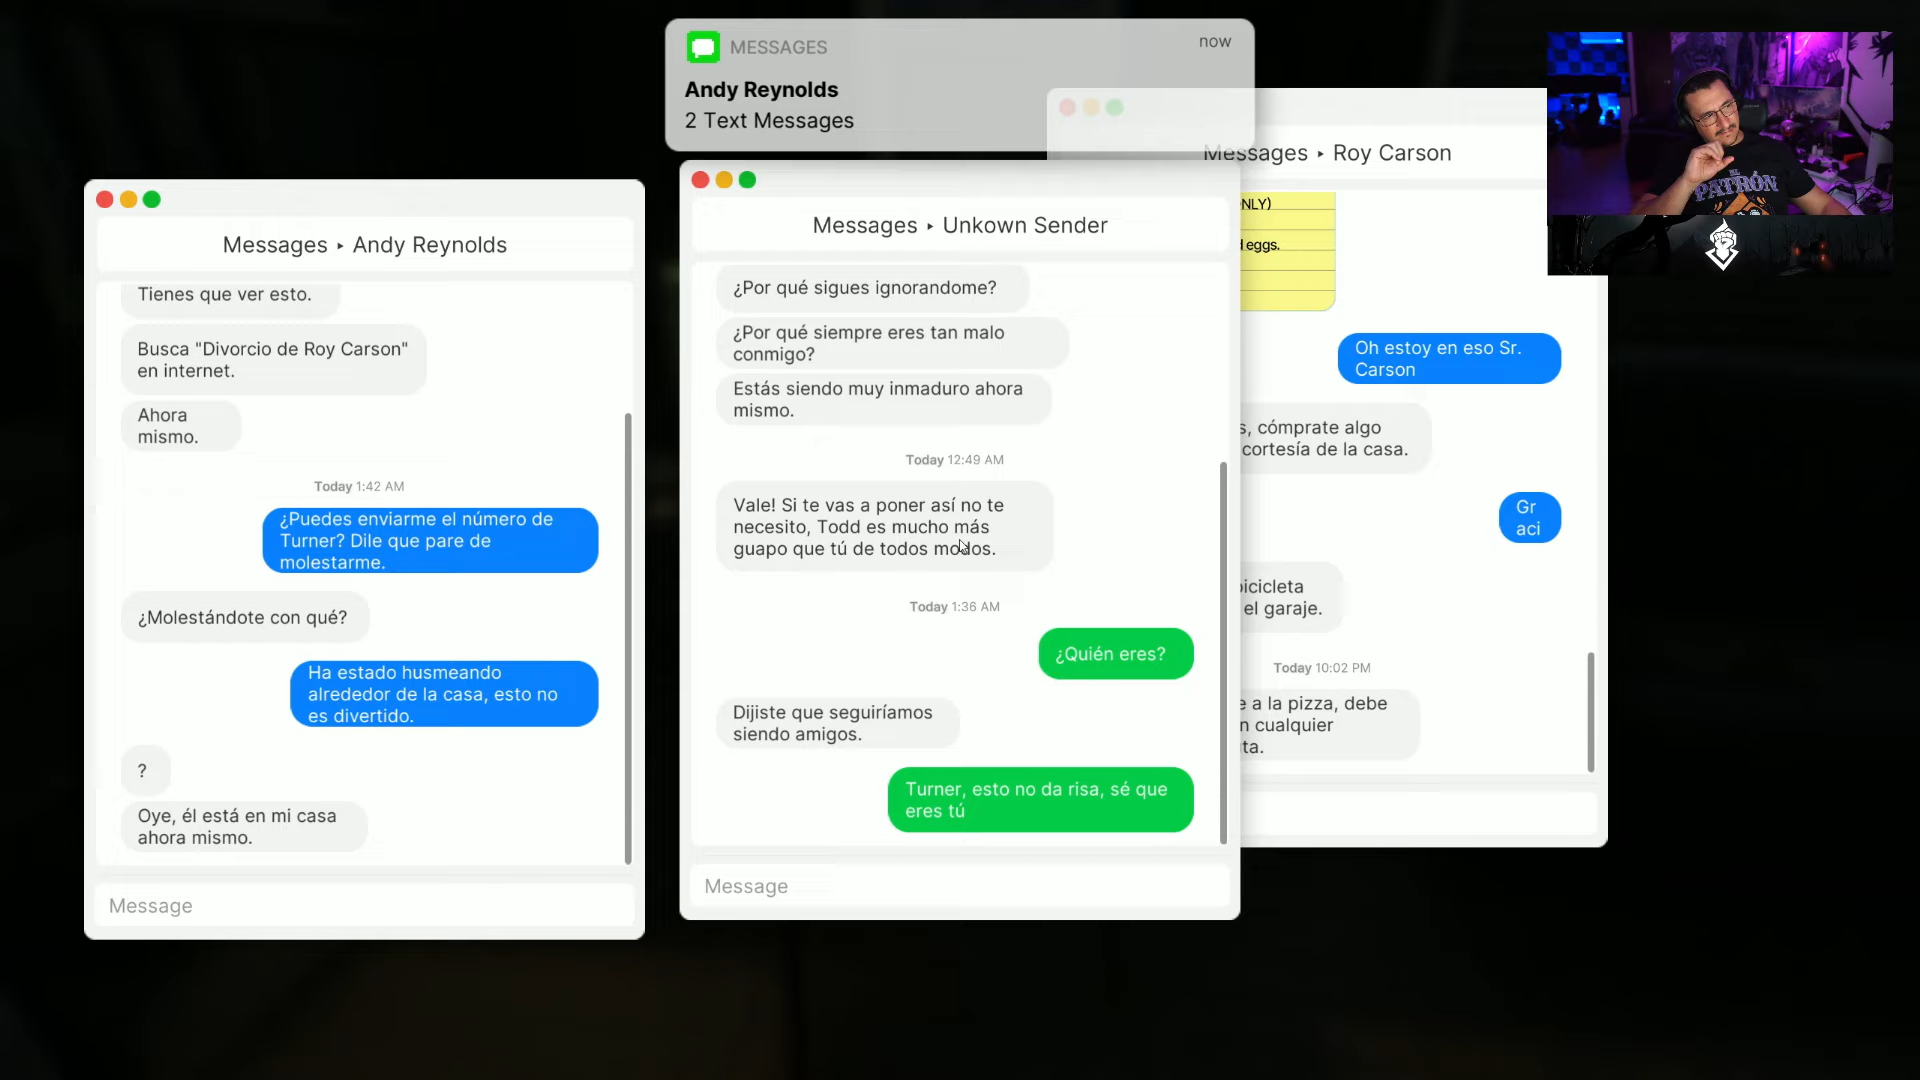 MESSAGES
now
Andy Reynolds
2 Text Messages
Messages ▸ Andy Reynolds
Tienes que ver esto.
Busca "Divorcio de Roy Carson"
en internet.
Ahora
mismo.
Today 1:42 AM
¿Puedes enviarme el número de
Turner? Dile que pare de
molestarme.
¿Molestándote con qué?
Ha estado husmeando
alrededor de la casa, esto no
es divertido.
?
Oye, él está en mi casa
ahora mismo.
Message
Messages ▸ Unkown Sender
¿Por qué sigues ignorandome?
¿Por qué siempre eres tan malo
conmigo?
Estás siendo muy inmaduro ahora
mismo.
Today 12:49 AM
Vale! Si te vas a poner así no te
necesito, Todd es mucho más
guapo que tú de todos modos.
Today 1:36 AM
¿Quién eres?
Dijiste que seguiríamos
siendo amigos.
Turner, esto no da risa, sé que
eres tú
Message
Messages ▸ Roy Carson
NLY)
d eggs.
Oh estoy en eso Sr.
Carson
s, cómprate algo
cortesía de la casa.
Gr
aci
bicicleta
el garaje.
Today 10:02 PM
e a la pizza, debe
n cualquier
ta.
EL
PATRÓN